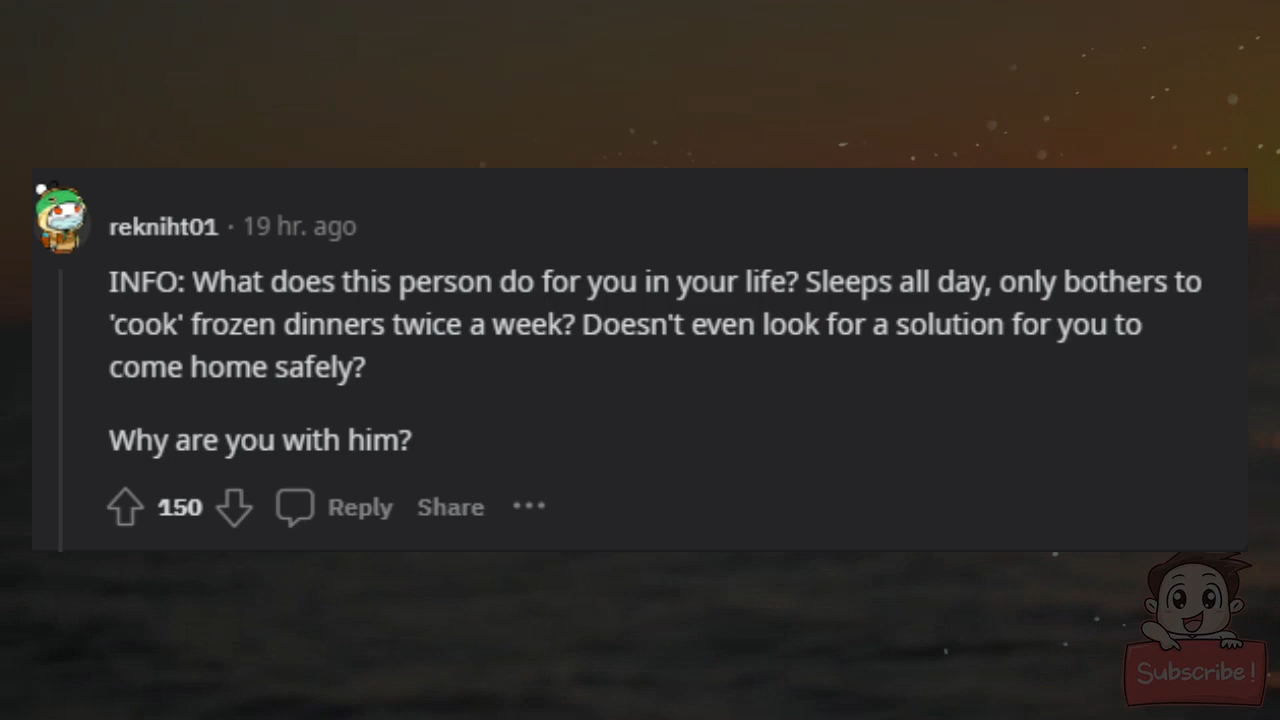 rekniht01 · 19 hr. ago
INFO: What does this person do for you in your life? Sleeps all day, only bothers to
'cook' frozen dinners twice a week? Doesn't even look for a solution for you to
come home safely?
Why are you with him?
150 Reply Share ...
Subscribe!